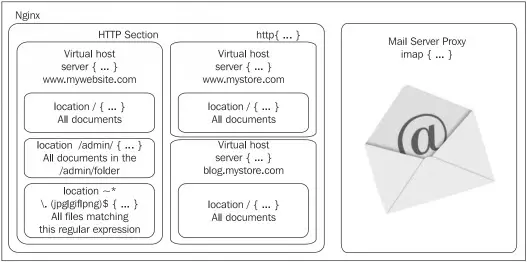 Nginx
HTTP Section
http{ ... }
Virtual host
server { ... }
www.mywebsite.com
location / { ... }
All documents
location /admin/ { ... }
All documents in the
/admin/folder
location ~*
\. (jpg|gif|png)$ { ... }
All files matching
this regular expression
Virtual host
server { ... }
www.mystore.com
location / { ... }
All documents
Virtual host
server { ... }
blog.mystore.com
location / { ... }
All documents
Mail Server Proxy
imap { ... }
@